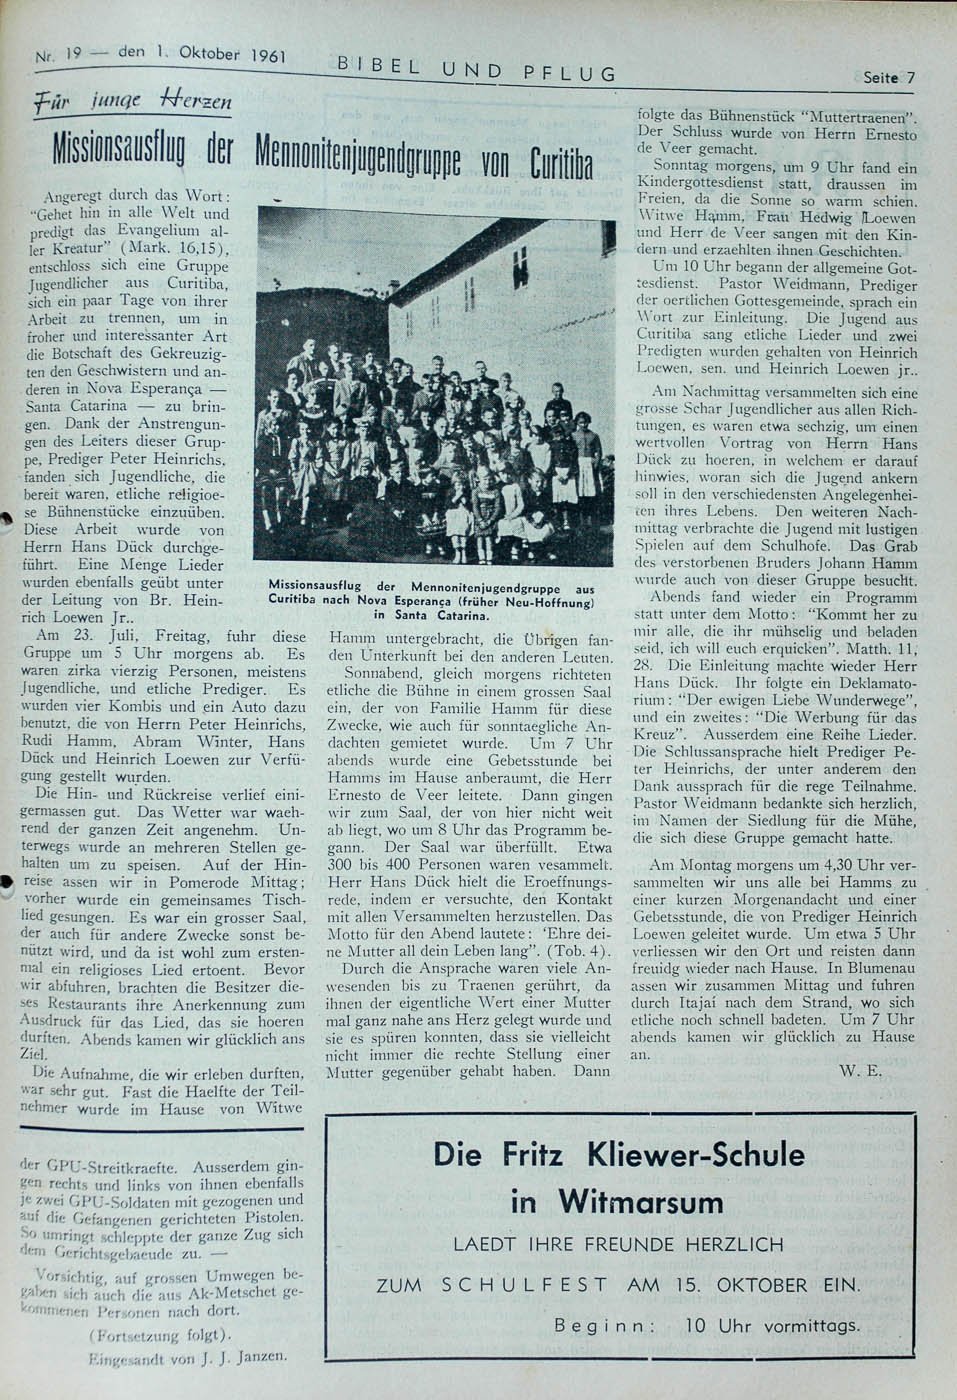 Nr. 19 — den 1. Oktober 1961
BIBEL UND PFLUG
Seite 7
Für junge Herzen
Missionsausflug der Mennonitenjugendgruppe von Curitiba
Angeregt durch das Wort:
"Gehet hin in alle Welt und
predigt das Evangelium al-
ler Kreatur" (Mark. 16,15),
entschloss sich eine Gruppe
Jugendlicher aus Curitiba,
sich ein paar Tage von ihrer
Arbeit zu trennen, um in
froher und interessanter Art
die Botschaft des Gekreuzig-
ten den Geschwistern und an-
deren in Nova Esperança —
Santa Catarina — zu brin-
gen. Dank der Anstrengun-
gen des Leiters dieser Grup-
pe, Prediger Peter Heinrichs,
fanden sich Jugendliche, die
bereit waren, etliche religioe-
se Bühnenstücke einzuüben.
Diese Arbeit wurde von
Herrn Hans Dück durchge-
führt. Eine Menge Lieder
wurden ebenfalls geübt unter
der Leitung von Br. Hein-
rich Loewen Jr..
Am 23. Juli, Freitag, fuhr diese
Gruppe um 5 Uhr morgens ab. Es
waren zirka vierzig Personen, meistens
Jugendliche, und etliche Prediger. Es
wurden vier Kombis und ein Auto dazu
benutzt, die von Herrn Peter Heinrichs,
Rudi Hamm, Abram Winter, Hans
Dück und Heinrich Loewen zur Verfü-
gung gestellt wurden.
Die Hin- und Rückreise verlief eini-
germassen gut. Das Wetter war waeh-
rend der ganzen Zeit angenehm. Un-
terwegs wurde an mehreren Stellen ge-
halten um zu speisen. Auf der Hin-
reise assen wir in Pomerode Mittag;
vorher wurde ein gemeinsames Tisch-
lied gesungen. Es war ein grosser Saal,
der auch für andere Zwecke sonst be-
nützt wird, und da ist wohl zum ersten-
mal ein religioses Lied ertoent. Bevor
wir abfuhren, brachten die Besitzer die-
ses Restaurants ihre Anerkennung zum
Ausdruck für das Lied, das sie hoeren
durften. Abends kamen wir glücklich ans
Ziel.
Die Aufnahme, die wir erleben durften,
war sehr gut. Fast die Haelfte der Teil-
nehmer wurde im Hause von Witwe
der GPU-Streitkraefte. Ausserdem gin-
gen rechts und links von ihnen ebenfalls
je zwei GPU-Soldaten mit gezogenen und
auf die Gefangenen gerichteten Pistolen.
So umringt schleppte der ganze Zug sich
dem Gerichtsgebaeude zu. —
Vorsichtig, auf grossen Umwegen be-
gaben sich auch die aus Ak-Metschet ge-
kommenen Personen nach dort.
(Fortsetzung folgt).
Eingesandt von J. J. Janzen.
Missionsausflug der Mennonitenjugendgruppe aus
Curitiba nach Nova Esperança (früher Neu-Hoffnung)
in Santa Catarina.
Hamm untergebracht, die Übrigen fan-
den Unterkunft bei den anderen Leuten.
Sonnabend, gleich morgens richteten
etliche die Bühne in einem grossen Saal
ein, der von Familie Hamm für diese
Zwecke, wie auch für sonntaegliche An-
dachten gemietet wurde. Um 7 Uhr
abends wurde eine Gebetsstunde bei
Hamms im Hause anberaumt, die Herr
Ernesto de Veer leitete. Dann gingen
wir zum Saal, der von hier nicht weit
ab liegt, wo um 8 Uhr das Programm be-
gann. Der Saal war überfüllt. Etwa
300 bis 400 Personen waren vesammelt.
Herr Hans Dück hielt die Eroeffnungs-
rede, indem er versuchte, den Kontakt
mit allen Versammelten herzustellen. Das
Motto für den Abend lautete: 'Ehre dei-
ne Mutter all dein Leben lang". (Tob. 4).
Durch die Ansprache waren viele An-
wesenden bis zu Traenen gerührt, da
ihnen der eigentliche Wert einer Mutter
mal ganz nahe ans Herz gelegt wurde und
sie es spüren konnten, dass sie vielleicht
nicht immer die rechte Stellung einer
Mutter gegenüber gehabt haben. Dann
folgte das Bühnenstück "Muttertraenen".
Der Schluss wurde von Herrn Ernesto
de Veer gemacht.
Sonntag morgens, um 9 Uhr fand ein
Kindergottesdienst statt, draussen im
Freien, da die Sonne so warm schien.
Witwe Hamm, Frau Hedwig Loewen
und Herr de Veer sangen mit den Kin-
dern und erzaehlten ihnen Geschichten.
Um 10 Uhr begann der allgemeine Got-
tesdienst. Pastor Weidmann, Prediger
der oertlichen Gottesgemeinde, sprach ein
Wort zur Einleitung. Die Jugend aus
Curitiba sang etliche Lieder und zwei
Predigten wurden gehalten von Heinrich
Loewen, sen. und Heinrich Loewen jr..
Am Nachmittag versammelten sich eine
grosse Schar Jugendlicher aus allen Rich-
tungen, es waren etwa sechzig, um einen
wertvollen Vortrag von Herrn Hans
Dück zu hoeren, in welchem er darauf
hinwies, woran sich die Jugend ankern
soll in den verschiedensten Angelegenhei-
ten ihres Lebens. Den weiteren Nach-
mittag verbrachte die Jugend mit lustigen
Spielen auf dem Schulhofe. Das Grab
des verstorbenen Bruders Johann Hamm
wurde auch von dieser Gruppe besucht.
Abends fand wieder ein Programm
statt unter dem Motto: "Kommt her zu
mir alle, die ihr mühselig und beladen
seid, ich will euch erquicken". Matth. 11,
28. Die Einleitung machte wieder Herr
Hans Dück. Ihr folgte ein Deklamato-
rium: "Der ewigen Liebe Wunderwege",
und ein zweites: "Die Werbung für das
Kreuz". Ausserdem eine Reihe Lieder.
Die Schlussansprache hielt Prediger Pe-
ter Heinrichs, der unter anderem den
Dank aussprach für die rege Teilnahme.
Pastor Weidmann bedankte sich herzlich,
im Namen der Siedlung für die Mühe,
die sich diese Gruppe gemacht hatte.
Am Montag morgens um 4,30 Uhr ver-
sammelten wir uns alle bei Hamms zu
einer kurzen Morgenandacht und einer
Gebetsstunde, die von Prediger Heinrich
Loewen geleitet wurde. Um etwa 5 Uhr
verliessen wir den Ort und reisten dann
freuidg wieder nach Hause. In Blumenau
assen wir zusammen Mittag und fuhren
durch Itajaí nach dem Strand, wo sich
etliche noch schnell badeten. Um 7 Uhr
abends kamen wir glücklich zu Hause
an.
W. E.
Die Fritz Kliewer-Schule
in Witmarsum
LAEDT IHRE FREUNDE HERZLICH
ZUM SCHULFEST AM 15. OKTOBER EIN.
Beginn: 10 Uhr vormittags.